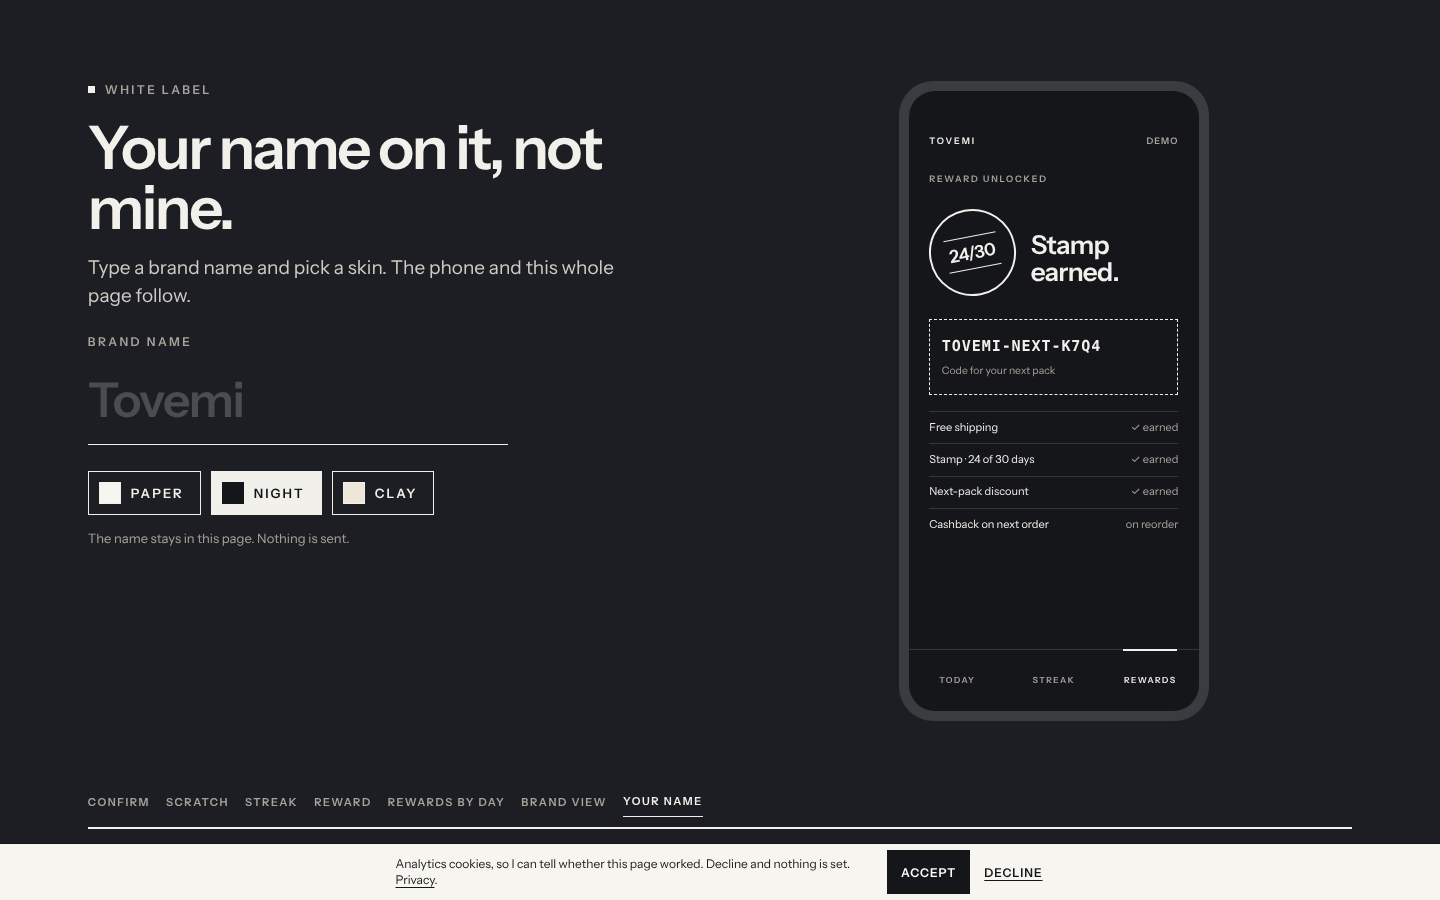 WHITE LABEL
Your name on it, not
mine.
Type a brand name and pick a skin. The phone and this whole
page follow.
BRAND NAME
Tovemi
PAPER
NIGHT
CLAY
The name stays in this page. Nothing is sent.
TOVEMI
DEMO
REWARD UNLOCKED
24/30
Stamp
earned.
TOVEMI-NEXT-K7Q4
Code for your next pack
Free shipping
✓ earned
Stamp · 24 of 30 days
✓ earned
Next-pack discount
✓ earned
Cashback on next order
on reorder
TODAY
STREAK
REWARDS
CONFIRM
SCRATCH
STREAK
REWARD
REWARDS BY DAY
BRAND VIEW
YOUR NAME
Analytics cookies, so I can tell whether this page worked. Decline and nothing is set.
Privacy.
ACCEPT
DECLINE